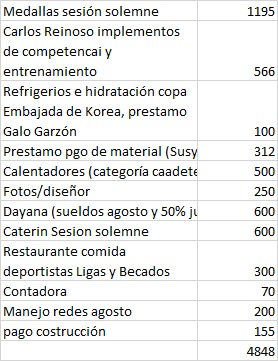 Medallas sesión solemne 1195
Carlos Reinoso implementos
de competencai y
entrenamiento 566
Refrigerios e hidratación copa
Embajada de Korea, prestamo
Galo Garzón 100
Prestamo pgo de material (Susy 312
Calentadores (categoría caadete 500
Fotos/diseñor 250
Dayana (sueldos agosto y 50% ju 600
Caterin Sesion solemne 600
Restaurante comida
deportistas Ligas y Becados 300
Contadora 70
Manejo redes agosto 200
pago costrucción 155
4848